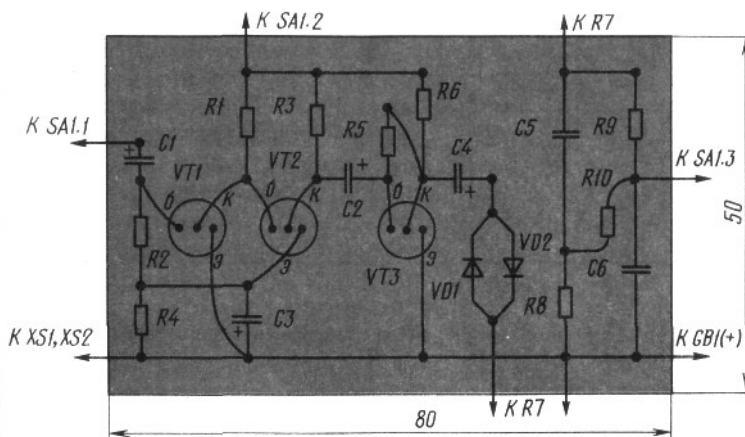 К SA1.2
К R7
R1
R3
R6
R9
К SA1.1
C1
R5
C4
C5
VT1
VT2
R10
К SA1.3
б
К
б
К
C2
б
К
50
R2
Э
Э
Э
VD2
C6
VT3
VD1
R8
R4
C3
К XS1, XS2
К GB1(+)
К R7
80